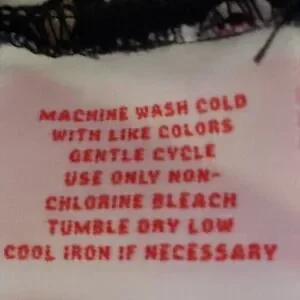 MACHINE WASH COLD
WITH LIKE COLORS
GENTLE CYCLE
USE ONLY NON-
CHLORINE BLEACH
TUMBLE DRY LOW
COOL IRON IF NECESSARY